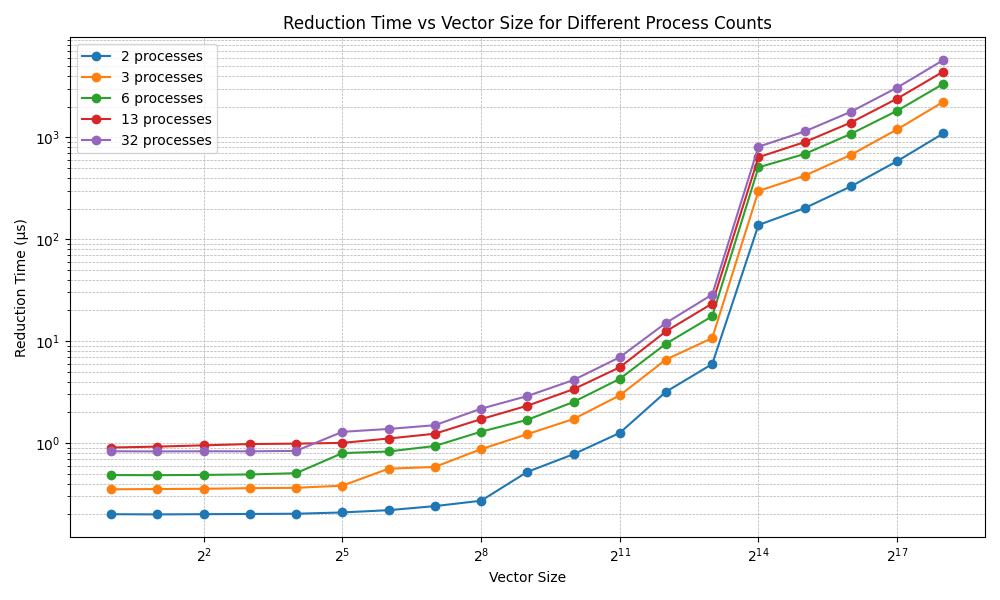 Reduction Time vs Vector Size for Different Process Counts
2 processes
3 processes
6 processes
13 processes
32 processes
10³
10²
10¹
10⁰
Reduction Time (µs)
2² 2⁵ 2⁸ 2¹¹ 2¹⁴ 2¹⁷
Vector Size